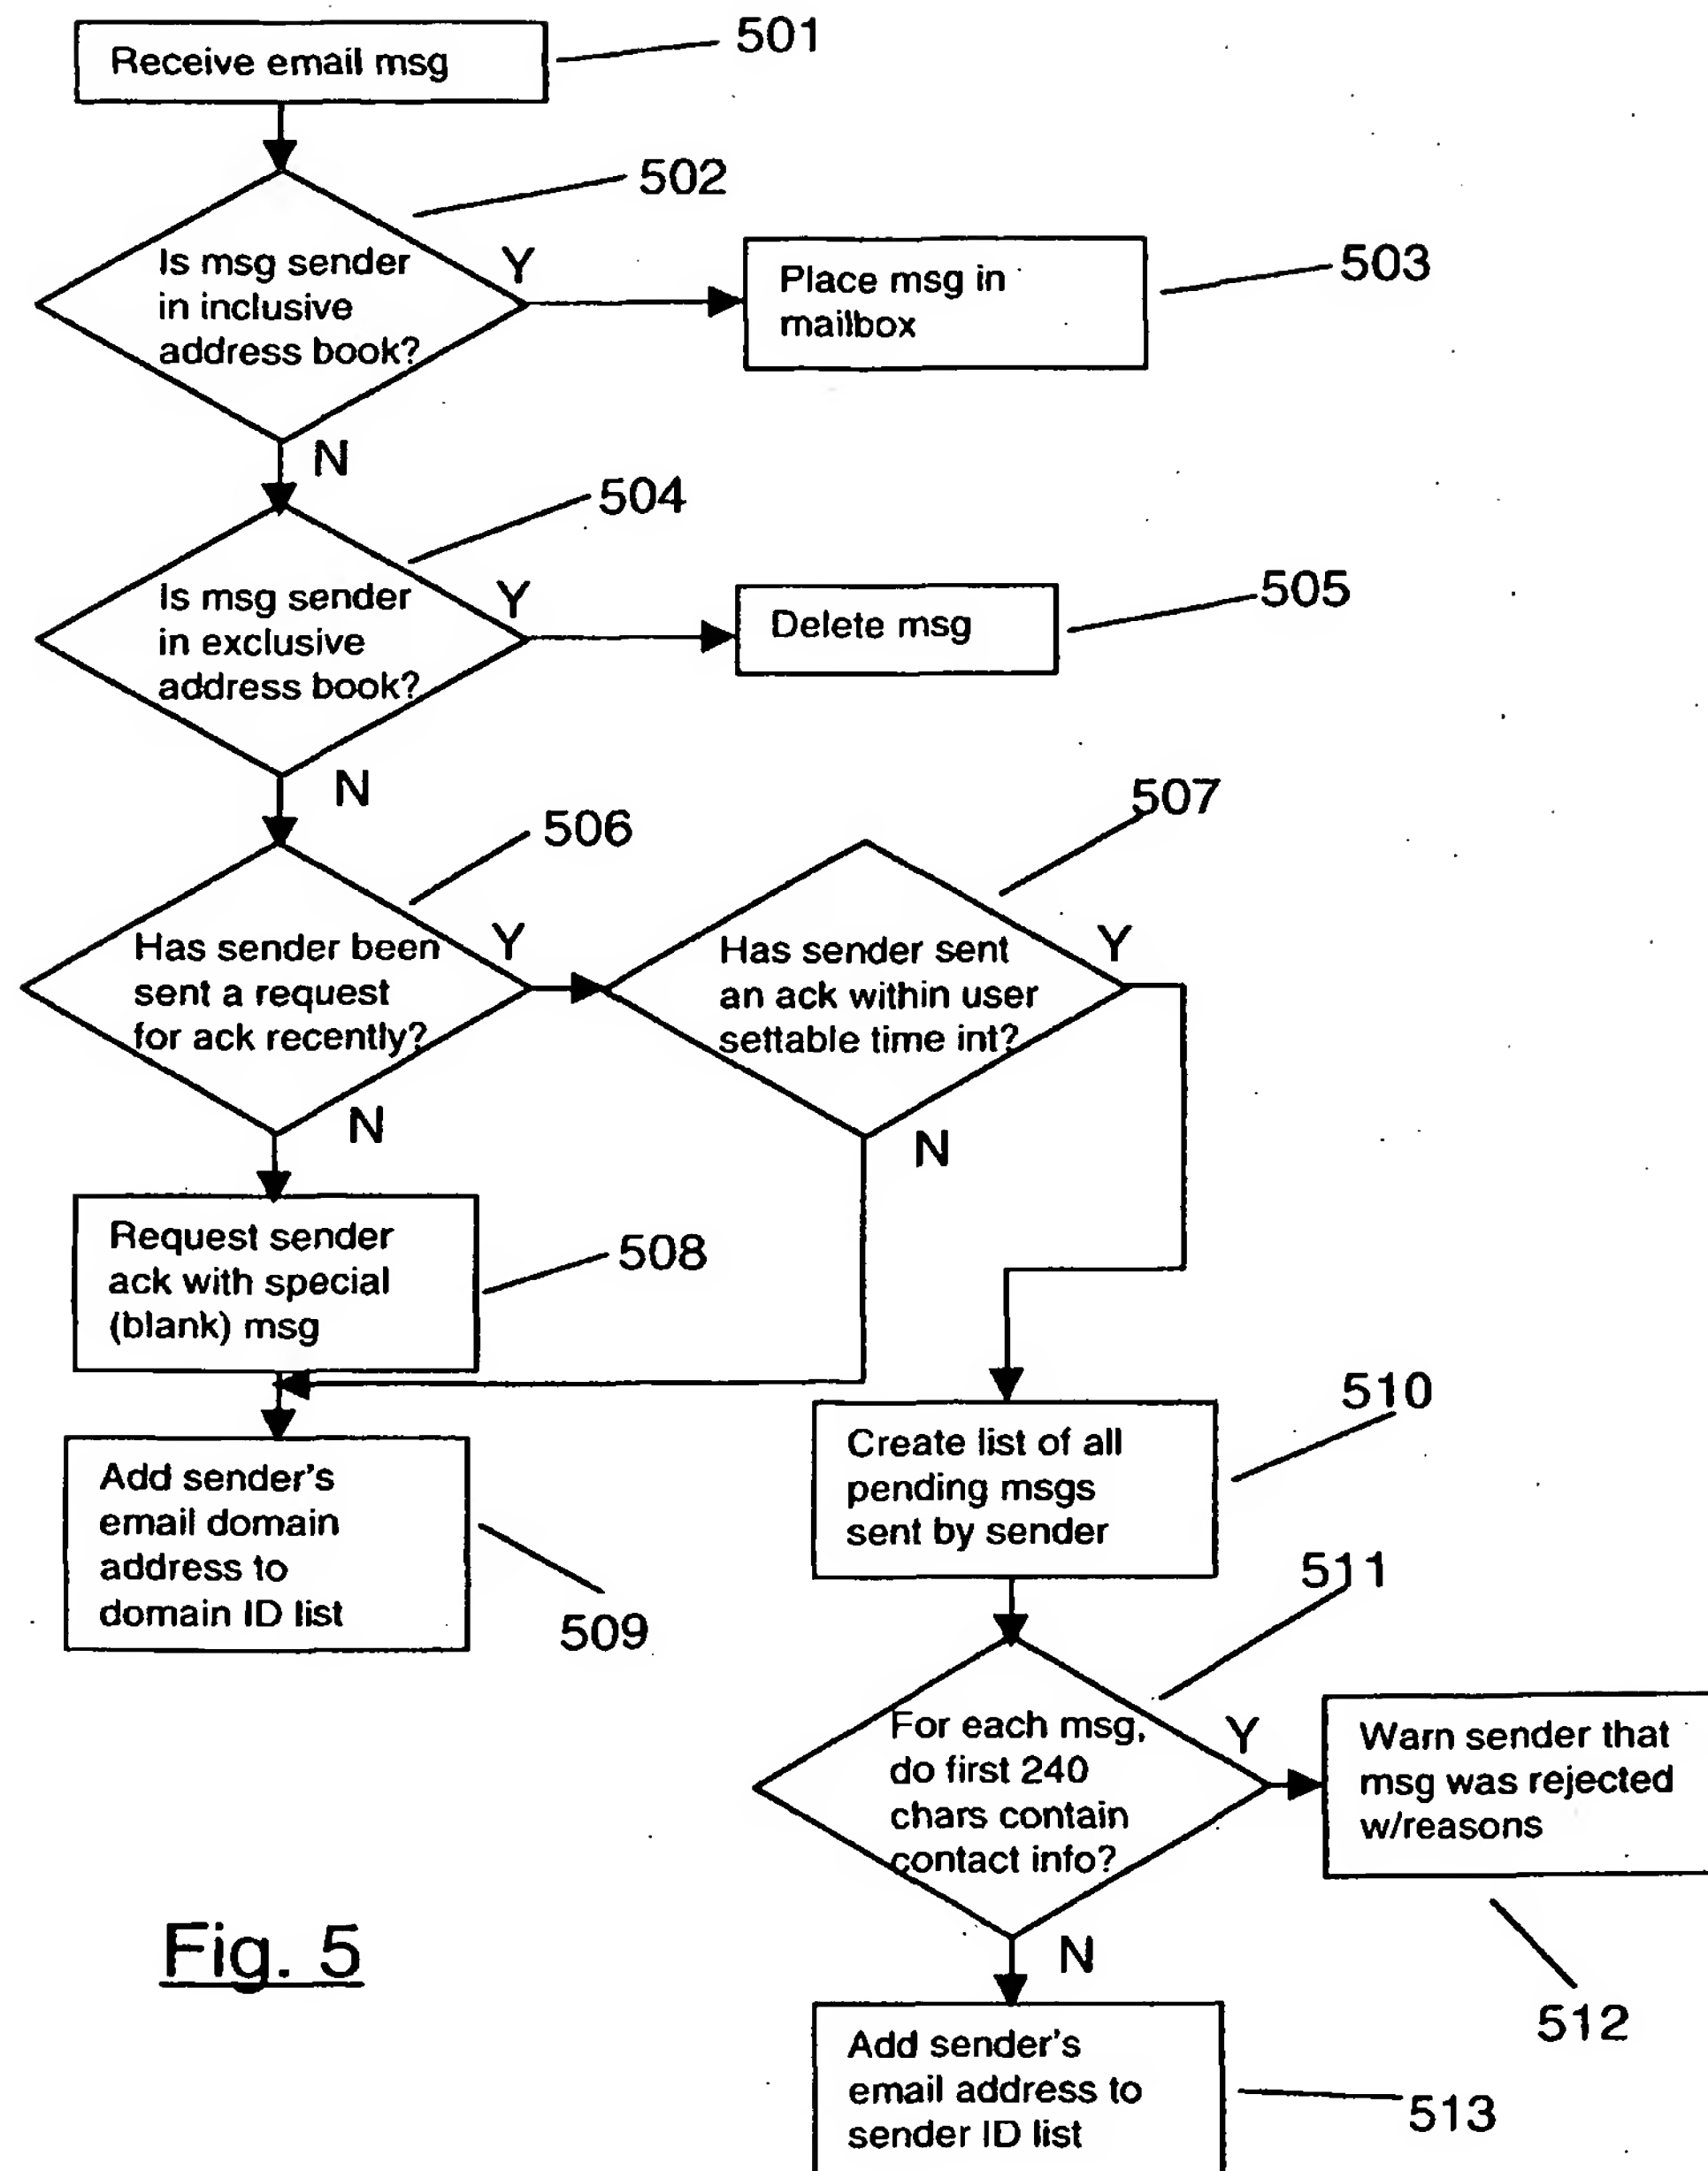 Receive email msg
501
502
Is msg sender
in inclusive
address book?
Y
Place msg in
mailbox
503
N
504
Is msg sender
in exclusive
address book?
Y
Delete msg
505
N
506
507
Has sender been
sent a request
for ack recently?
Y
Has sender sent
an ack within user
settable time int?
Y
N
N
Request sender
ack with special
(blank) msg
508
510
Add sender's
email domain
address to
domain ID list
509
Create list of all
pending msgs
sent by sender
511
For each msg,
do first 240
chars contain
contact info?
Y
Warn sender that
msg was rejected
w/reasons
512
N
Fig. 5
Add sender's
email address to
sender ID list
513